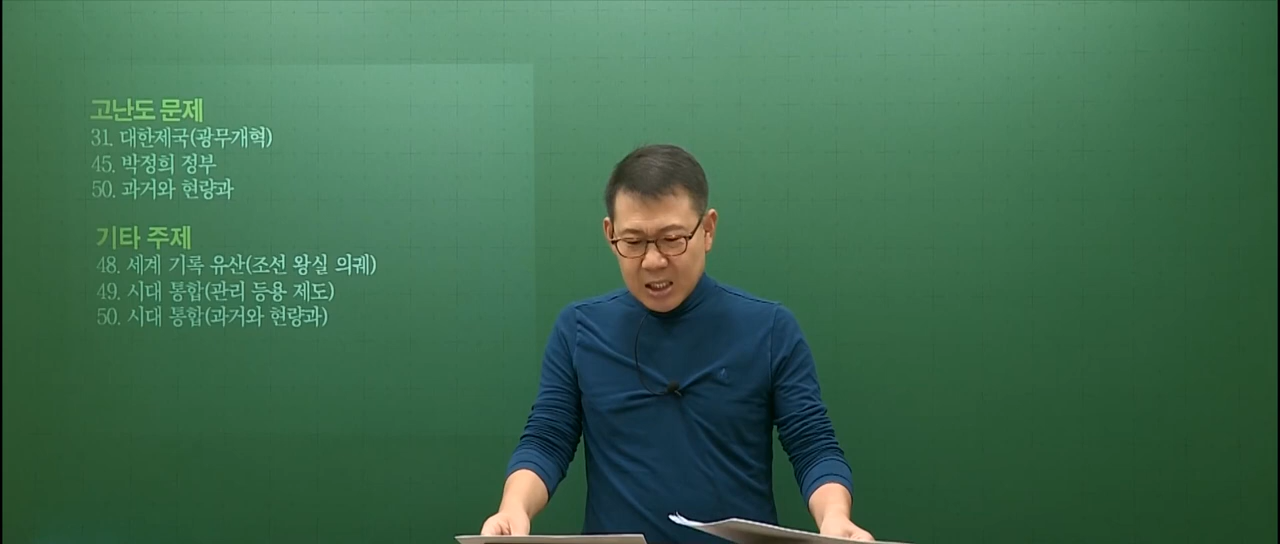 고난도 문제
31. 대한제국(광무개혁)
45. 박정희 정부
50. 과거와 현량과
기타 주제
48. 세계 기록 유산(조선 왕실 의궤)
49. 시대 통합(관리 등용 제도)
50. 시대 통합(과거와 현량과)